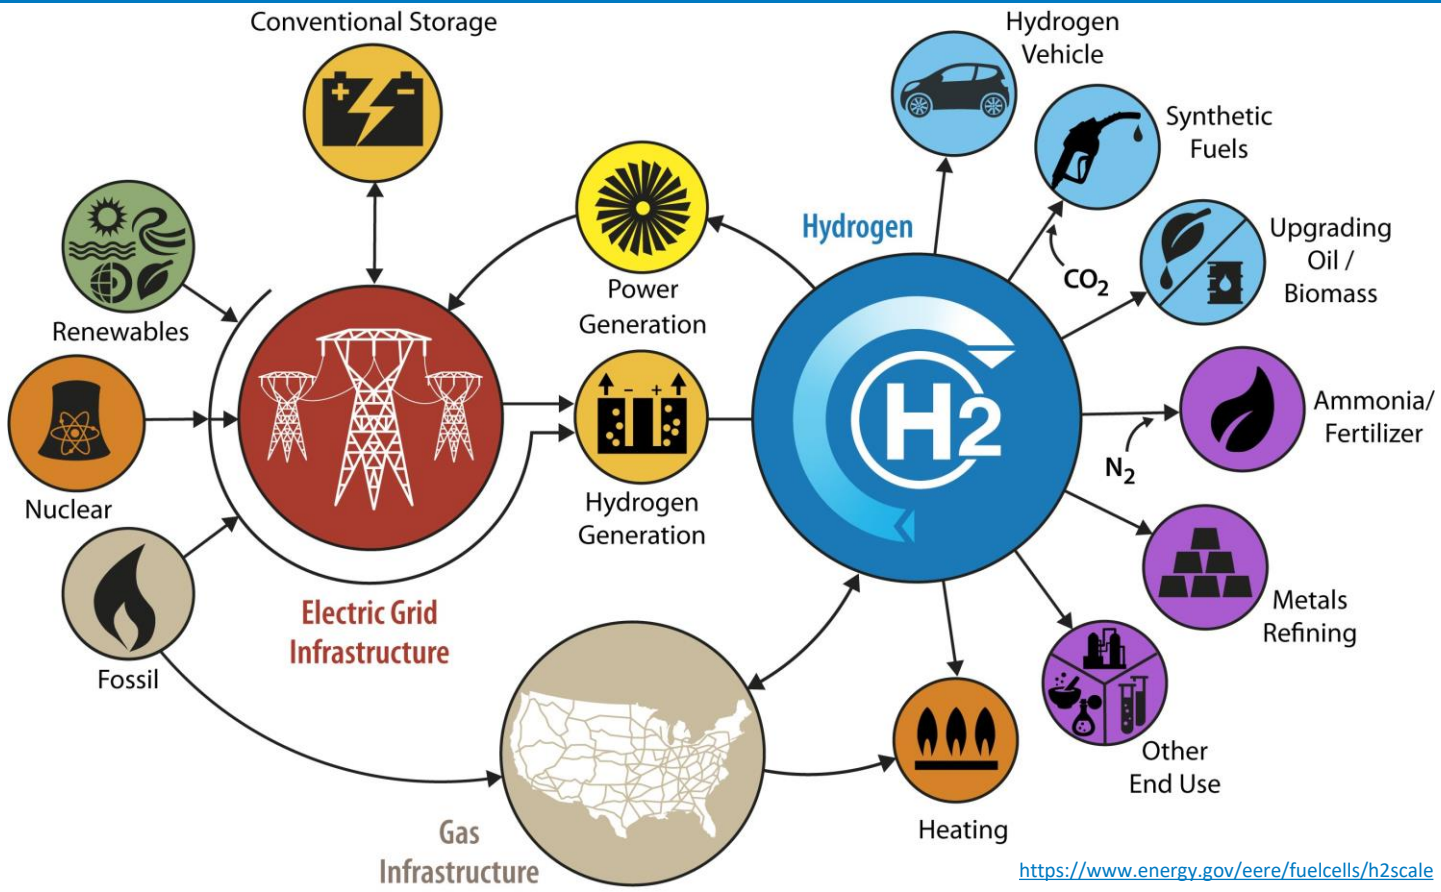 Conventional Storage
Hydrogen
Vehicle
Synthetic
Fuels
Upgrading
Oil /
Biomass
Hydrogen
CO2
Renewables
Power
Generation
H2
Ammonia/
Fertilizer
N2
Nuclear
Hydrogen
Generation
+ -
- +
Electric Grid
Infrastructure
Metals
Refining
Fossil
Other
End Use
Gas
Infrastructure
Heating
https://www.energy.gov/eere/fuelcells/h2scale